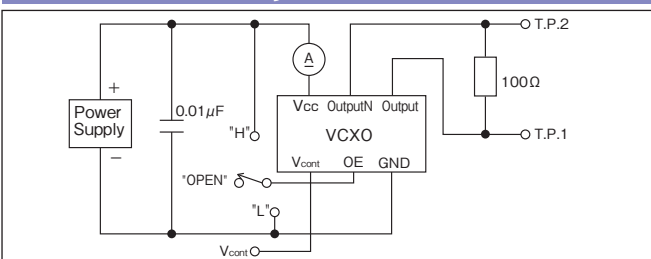 T.P.2
A
+
100Ω
Vcc OutputN Output
Power Supply
0.01μF
"H"
VCXO
T.P.1
−
Vcont OE GND
"OPEN"
"L"
Vcont